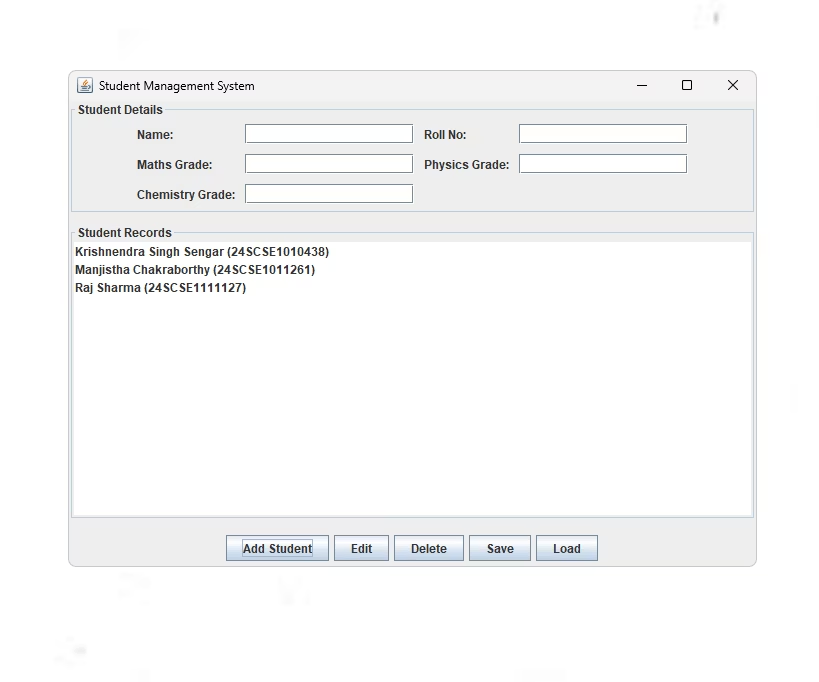 Student Management System
Student Details
Name: Roll No:
Maths Grade: Physics Grade:
Chemistry Grade:
Student Records
Krishnendra Singh Sengar (24SCSE1010438)
Manjistha Chakraborthy (24SCSE1011261)
Raj Sharma (24SCSE1111127)
Add Student Edit Delete Save Load